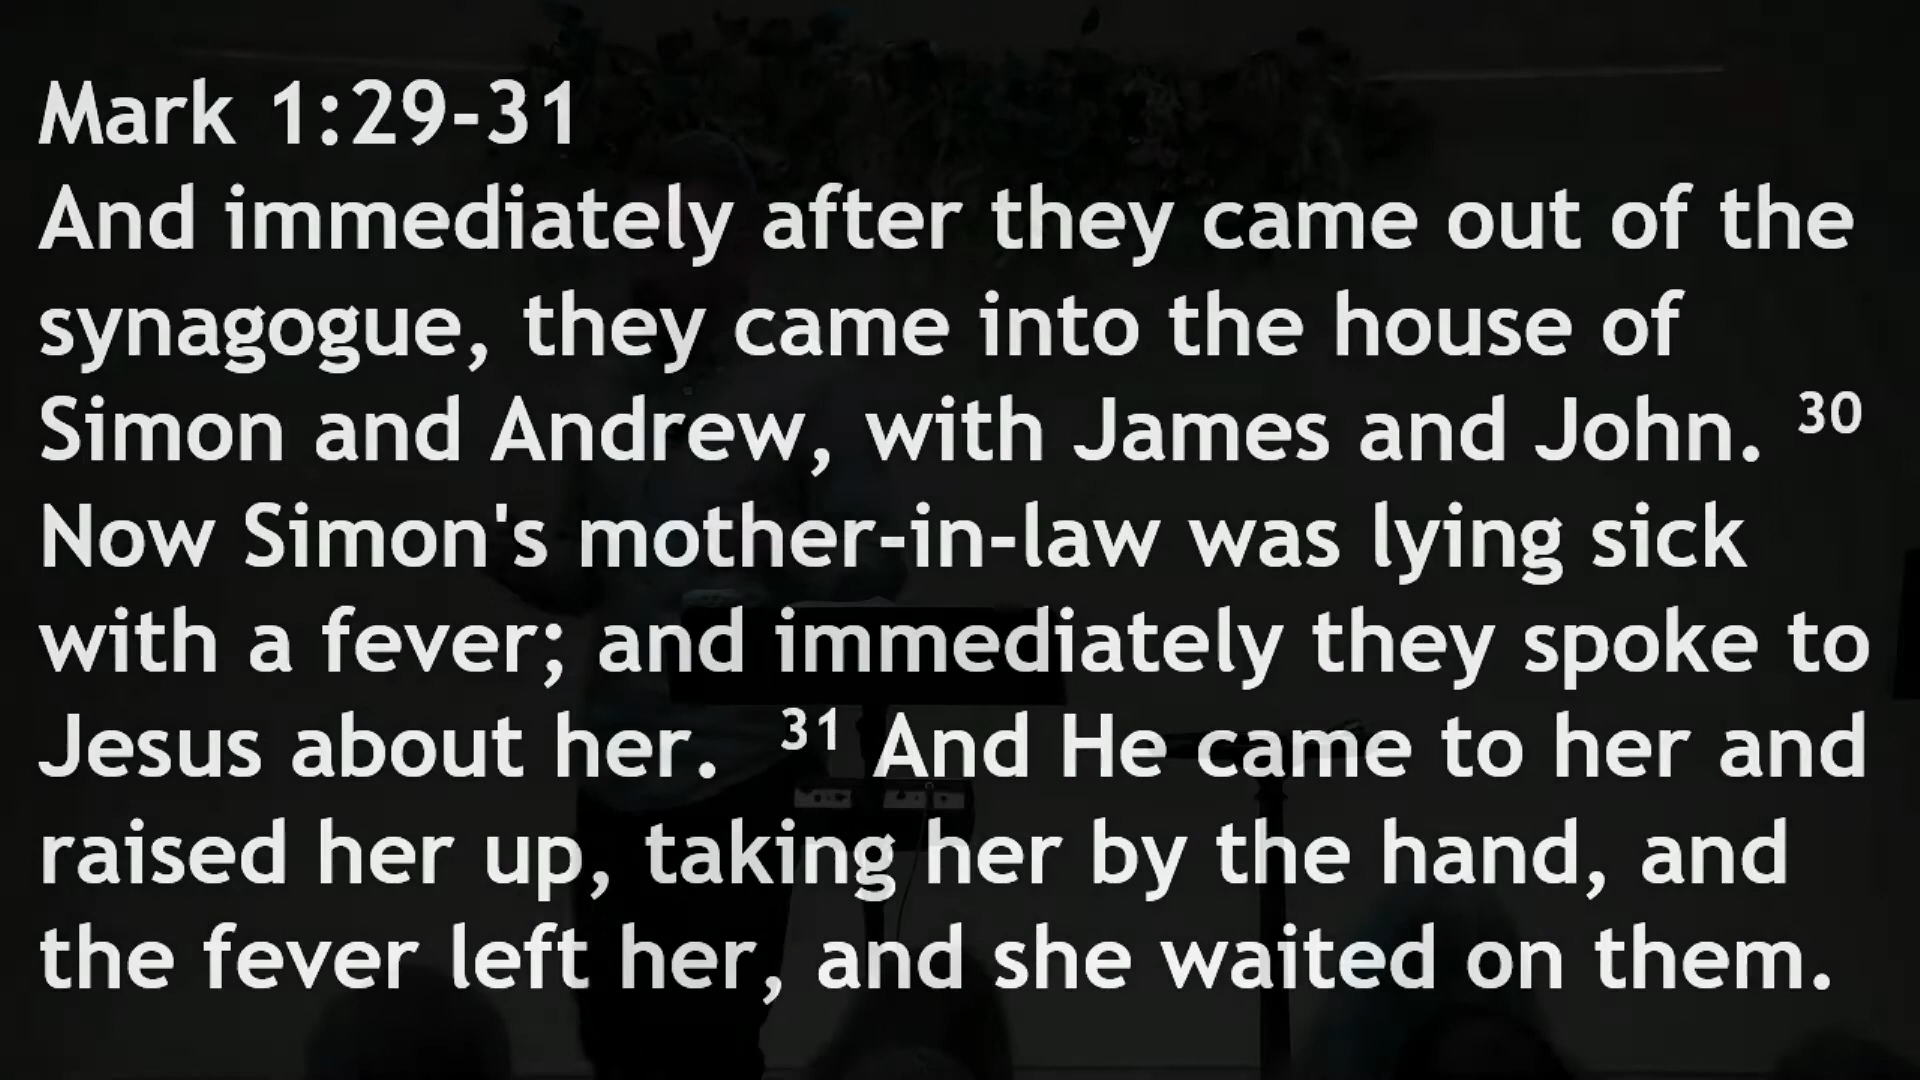 Mark 1:29-31
And immediately after they came out of the
synagogue, they came into the house of
Simon and Andrew, with James and John. 30
Now Simon's mother-in-law was lying sick
with a fever; and immediately they spoke to
Jesus about her. 31 And He came to her and
raised her up, taking her by the hand, and
the fever left her, and she waited on them.